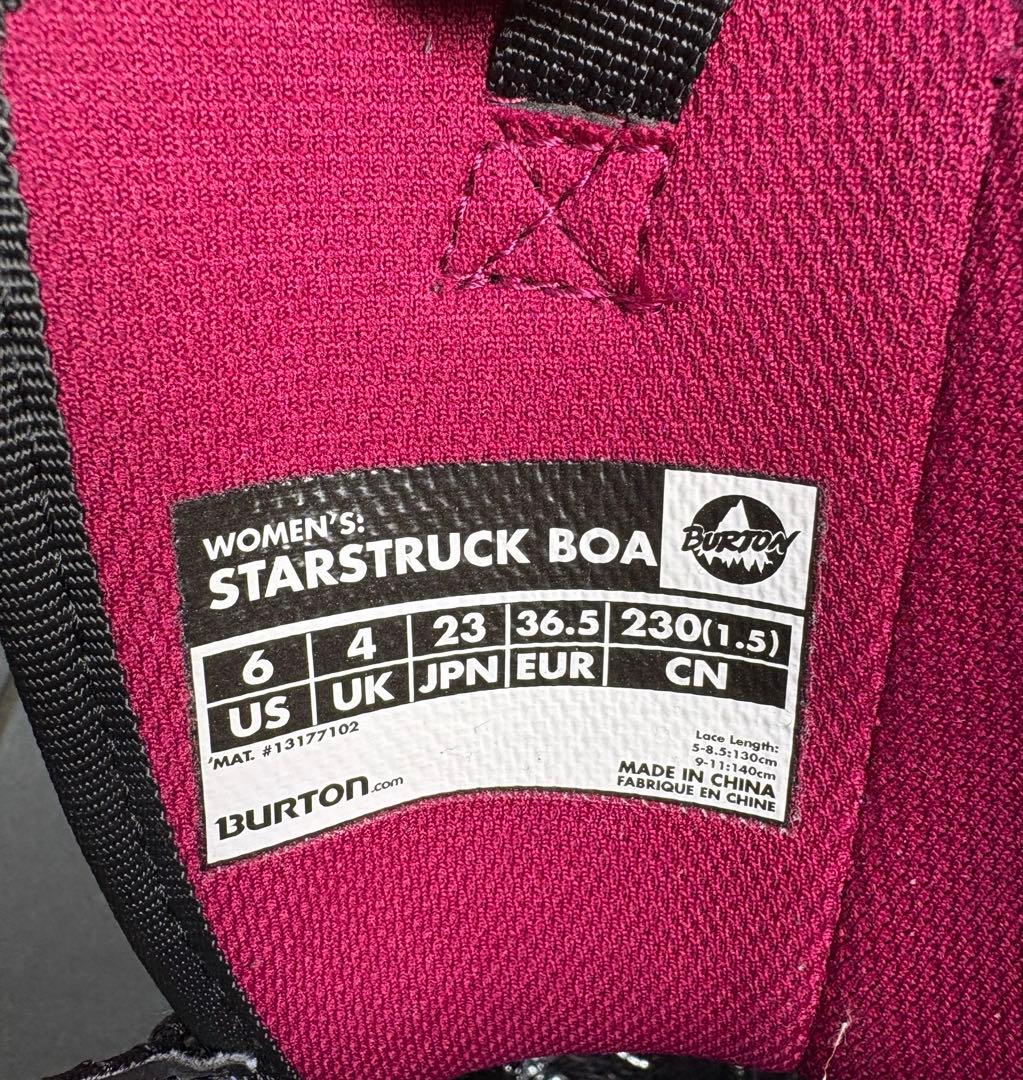 WOMEN'S:
STARSTRUCK BOA
BURTON
6 4 23 36.5 230(1.5)
US UK JPN EUR CN
MAT. #13177102
Lace Length:
5-8.5:130cm
9-11:140cm
MADE IN CHINA
FABRIQUE EN CHINE
BURTON.com